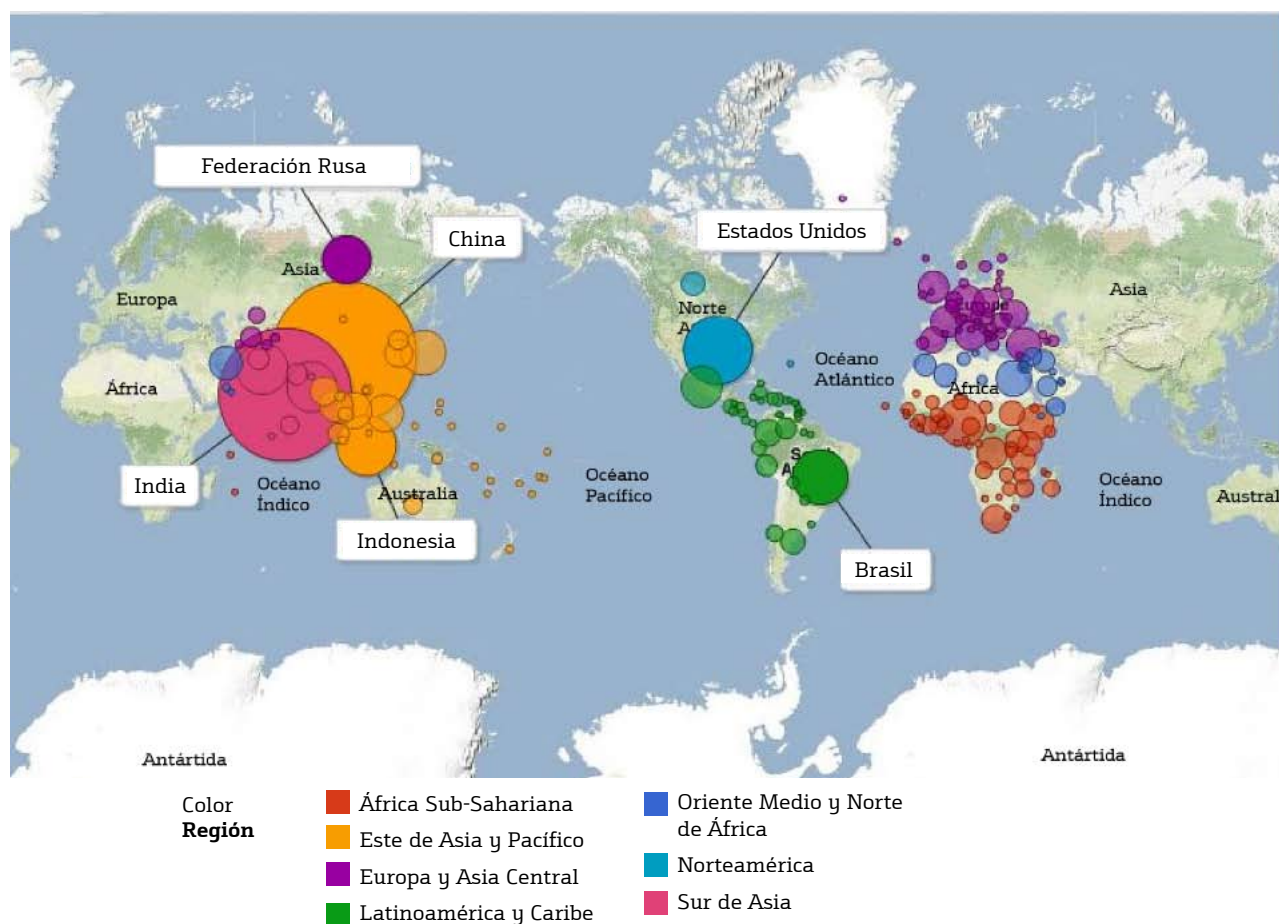 Federación Rusa
China
Estados Unidos
Asia
Europa
Norte
Asia
Océano
Atlántico
África
África
India
Océano
Índico
Australia
Océano
Pacífico
Océano
Índico
Austral
Indonesia
Brasil
Antártida
Antártida
Color
Región
África Sub-Sahariana
Este de Asia y Pacífico
Europa y Asia Central
Latinoamérica y Caribe
Oriente Medio y Norte
de África
Norteamérica
Sur de Asia